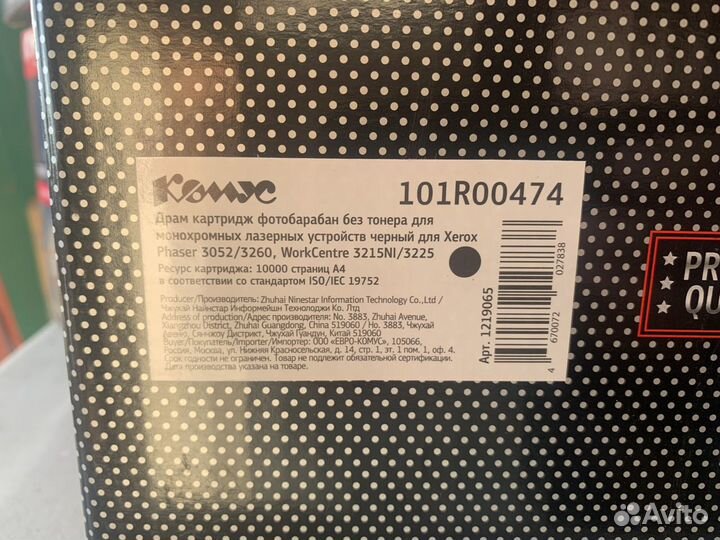 Комус
101R00474
Драм картридж фотобарабан без тонера для
монохромных лазерных устройств черный для Xerox
Phaser 3052/3260, WorkCentre 3215NI/3225
Ресурс картриджа: 10000 страниц А4
в соответствии со стандартом ISO/IEC 19752
Producer/Производитель: Zhuhai Ninestar Information Technology Co.,Ltd /
Чжухай Найнстар Информейшн Технолоджи Ко. Лтд
Address of production/Адрес производителя: No. 3883, Zhuhai Avenue,
Xiangzhou District, Zhuhai Guangdong, China 519060 / No. 3883, Чжухай
Авеню, Сянчжоу Дистрикт, Чжухай Гуандун, Китай 519060
Buyer/Покупатель/Importer/Импортер: ООО «ЕВРО-КОМУС», 105066,
Россия, Москва, ул. Нижняя Красносельская, д. 14, стр. 1, эт. 1 пом. 1, оф. 4.
Срок годности не ограничен. Товар не подлежит обязательной сертификации.
Дата производства указана на товаре.
Арт. 1219065
4 670072 027838
PR
QU
Avito